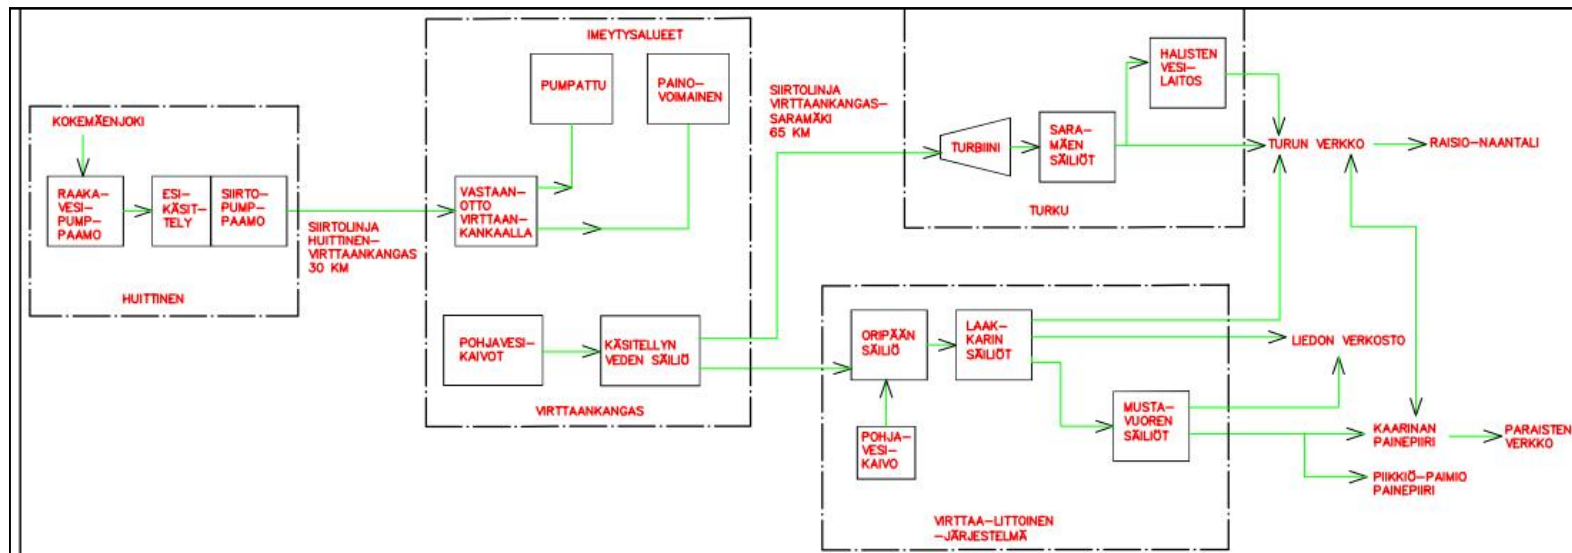 KOKEMÄENJOKI
RAAKA-
VESI-
PUMP-
PAAMO
ESI-
KÄSIT-
TELY
SIIRTO-
PUMP-
PAAMO
HUITTINEN
SIIRTOLINJA
HUITTINEN-
VIRTTAANKANGAS
30 KM
IMEYTYSALUEET
PUMPATTU
PAINO-
VOIMAINEN
VASTAAN-
OTTO
VIRTTAAN-
KANKAALLA
POHJAVESI-
KAIVOT
KÄSITELLYN
VEDEN SÄILIÖ
VIRTTAANKANGAS
SIIRTOLINJA
VIRTTAANKANGAS-
SARAMÄKI
65 KM
TURBIINI
SARA-
MÄEN
SÄILIÖT
HALISTEN
VESI-
LAITOS
TURKU
TURUN VERKKO
RAISIO-NAANTALI
ORIPÄÄN
SÄILIÖ
LAAK-
KARIN
SÄILIÖT
POHJA-
VESI-
KAIVO
MUSTA-
VUOREN
SÄILIÖT
VIRTTAA-LITTOINEN
-JÄRJESTELMÄ
LIEDON VERKOSTO
KAARINAN
PAINEPIIRI
PARAISTEN
VERKKO
PIIKKIÖ-PAIMIO
PAINEPIIRI